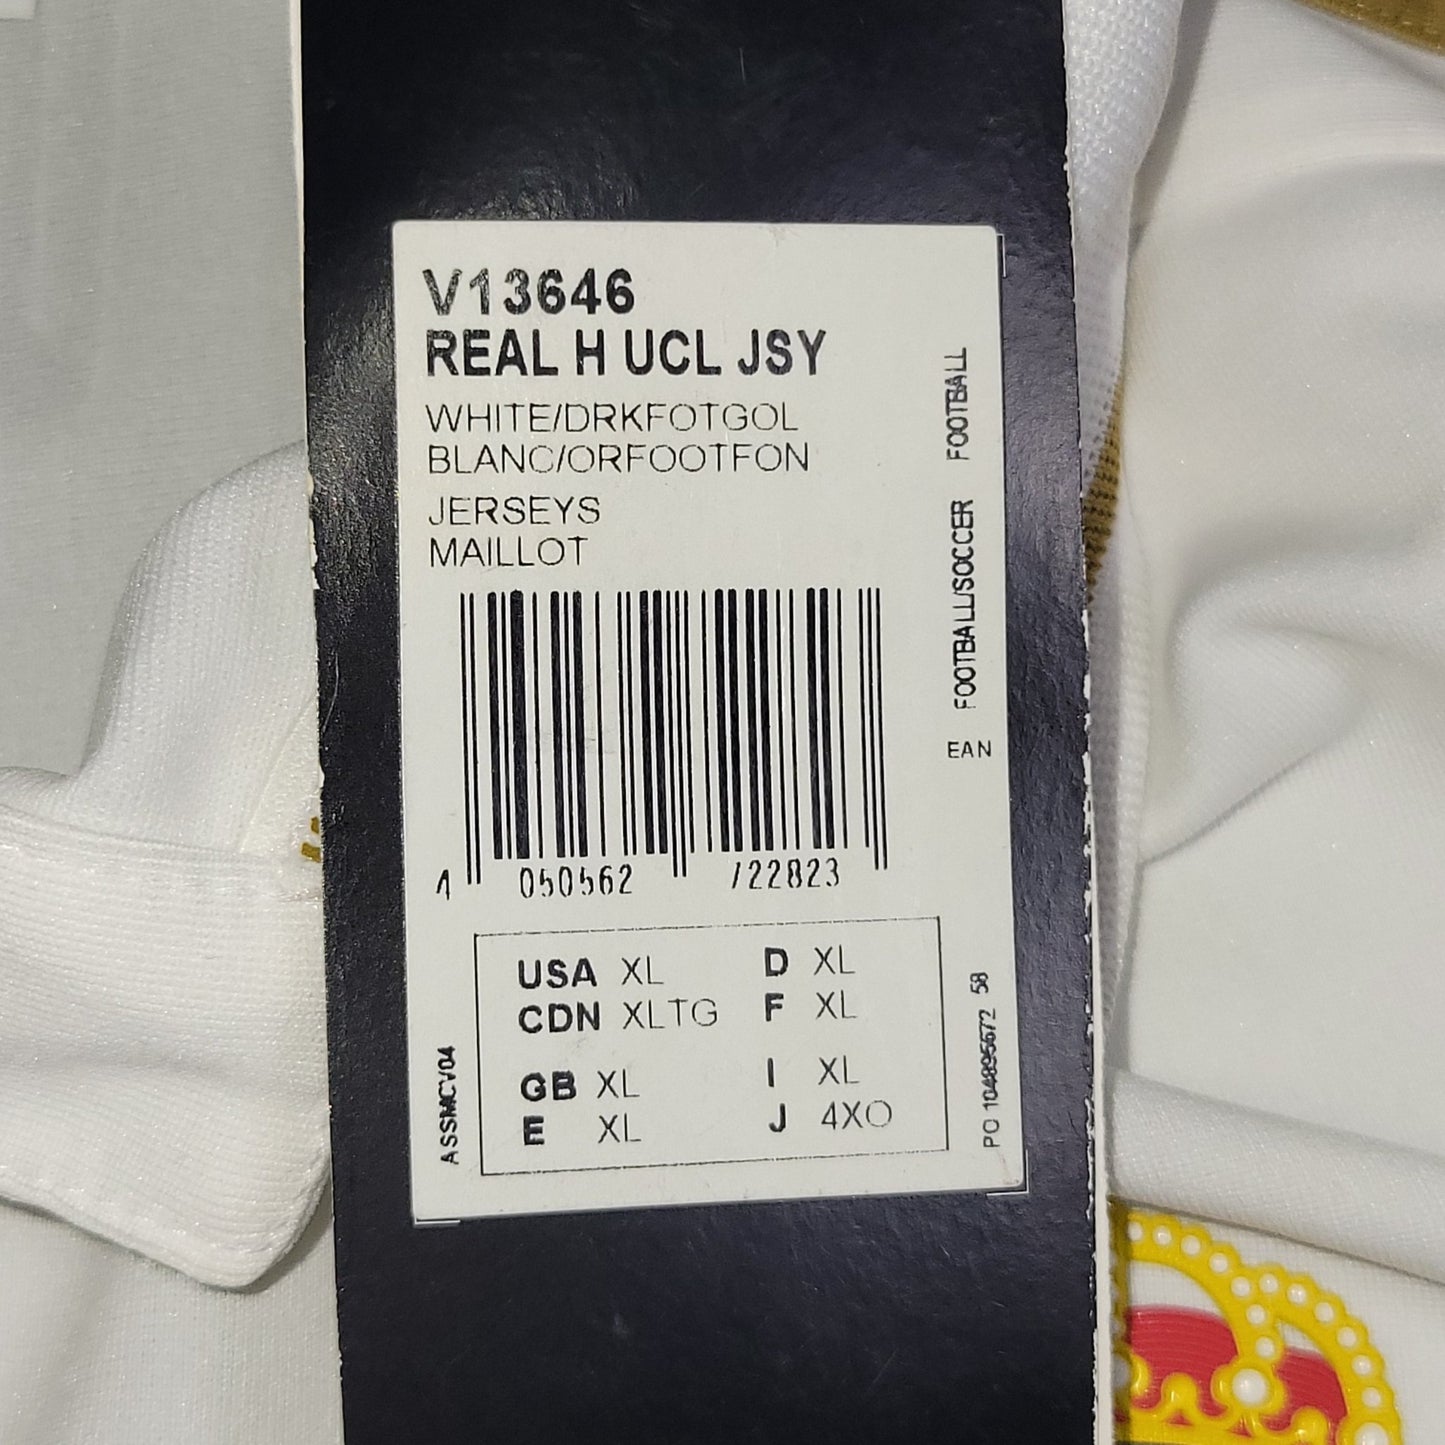 V13646
REAL H UCL JSY
WHITE/DRKFOTGOL
BLANC/ORFOOTFON
JERSEYS
MAILLOT
FOOTBALL/SOCCER FOOTBALL
EAN
4 050562 722823
USA XL D XL
CDN XLTG F XL
GB XL I XL
E XL J 4XO
ASSMCV04
PO 104895672 58